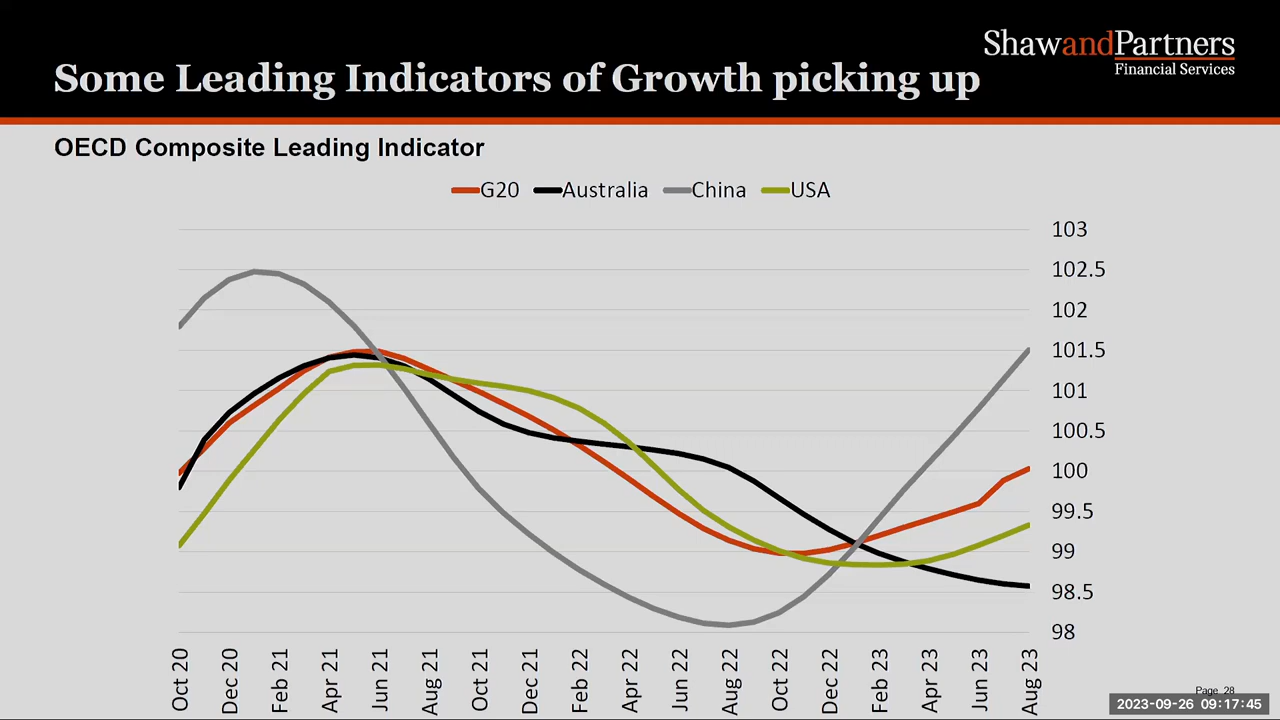 ShawandPartners
Financial Services
Some Leading Indicators of Growth picking up
OECD Composite Leading Indicator
G20 Australia China USA
103
102.5
102
101.5
101
100.5
100
99.5
99
98.5
98
Oct 20
Dec 20
Feb 21
Apr 21
Jun 21
Aug 21
Oct 21
Dec 21
Feb 22
Apr 22
Jun 22
Aug 22
Oct 22
Dec 22
Feb 23
Apr 23
Jun 23
Aug 23
Page 28
2023-09-26 09:17:45